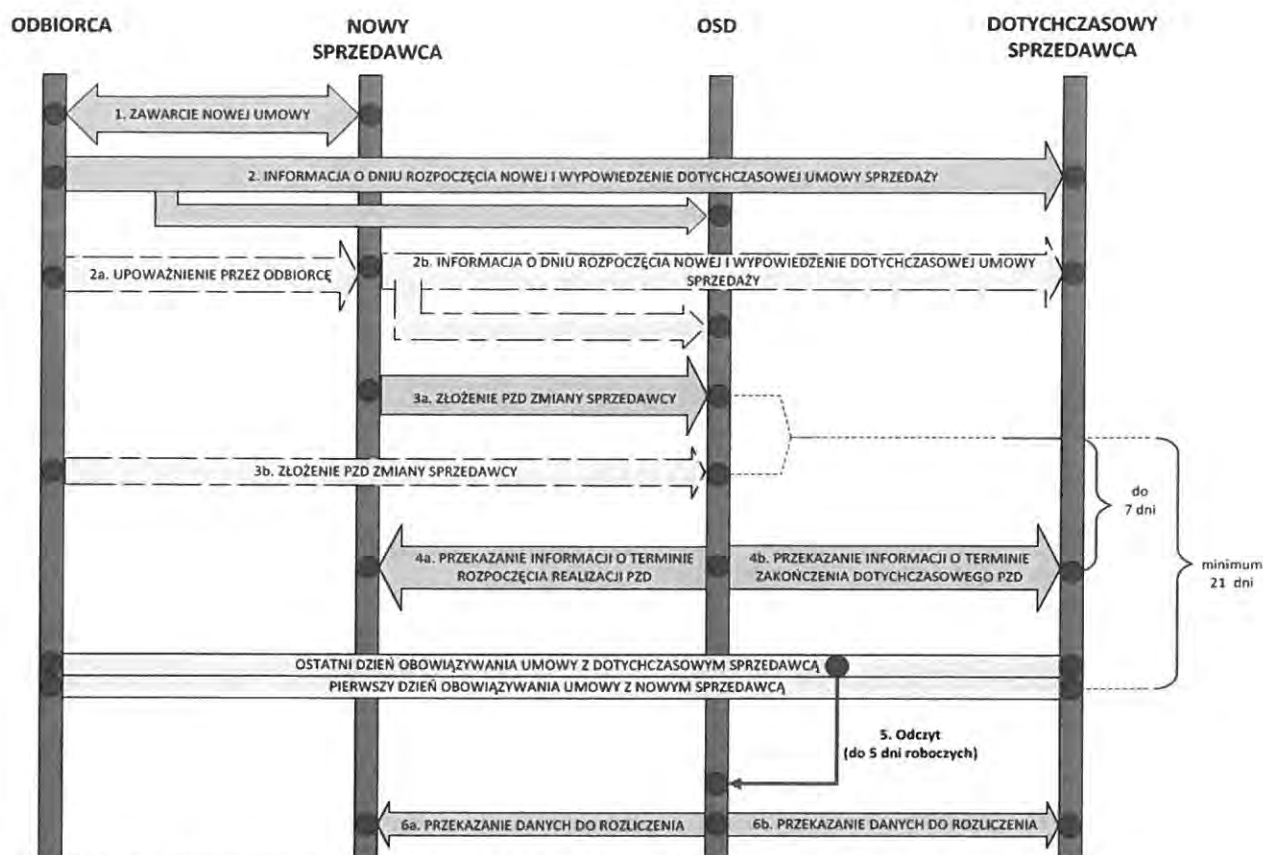 ODBIORCA
NOWY
SPRZEDAWCA
OSD
DOTYCHCZASOWY
SPRZEDAWCA
1. ZAWARCIE NOWEJ UMOWY
2. INFORMACJA O DNIU ROZPOCZĘCIA NOWEJ I WYPOWIEDZENIE DOTYCHCZASOWEJ UMOWY SPRZEDAŻY
2a. UPOWAŻNIENIE PRZEZ ODBIORCĘ
2b. INFORMACJA O DNIU ROZPOCZĘCIA NOWEJ I WYPOWIEDZENIE DOTYCHCZASOWEJ UMOWY
SPRZEDAŻY
3a. ZŁOŻENIE PZD ZMIANY SPRZEDAWCY
3b. ZŁOŻENIE PZD ZMIANY SPRZEDAWCY
do
7 dni
4a. PRZEKAZANIE INFORMACJI O TERMINIE
ROZPOCZĘCIA REALIZACJI PZD
4b. PRZEKAZANIE INFORMACJI O TERMINIE
ZAKOŃCZENIA DOTYCHCZASOWEGO PZD
minimum
21 dni
OSTATNI DZIEŃ OBOWIĄZYWANIA UMOWY Z DOTYCHCZASOWYM SPRZEDAWCĄ
PIERWSZY DZIEŃ OBOWIĄZYWANIA UMOWY Z NOWYM SPRZEDAWCĄ
5. Odczyt
(do 5 dni roboczych)
6a. PRZEKAZANIE DANYCH DO ROZLICZENIA
6b. PRZEKAZANIE DANYCH DO ROZLICZENIA